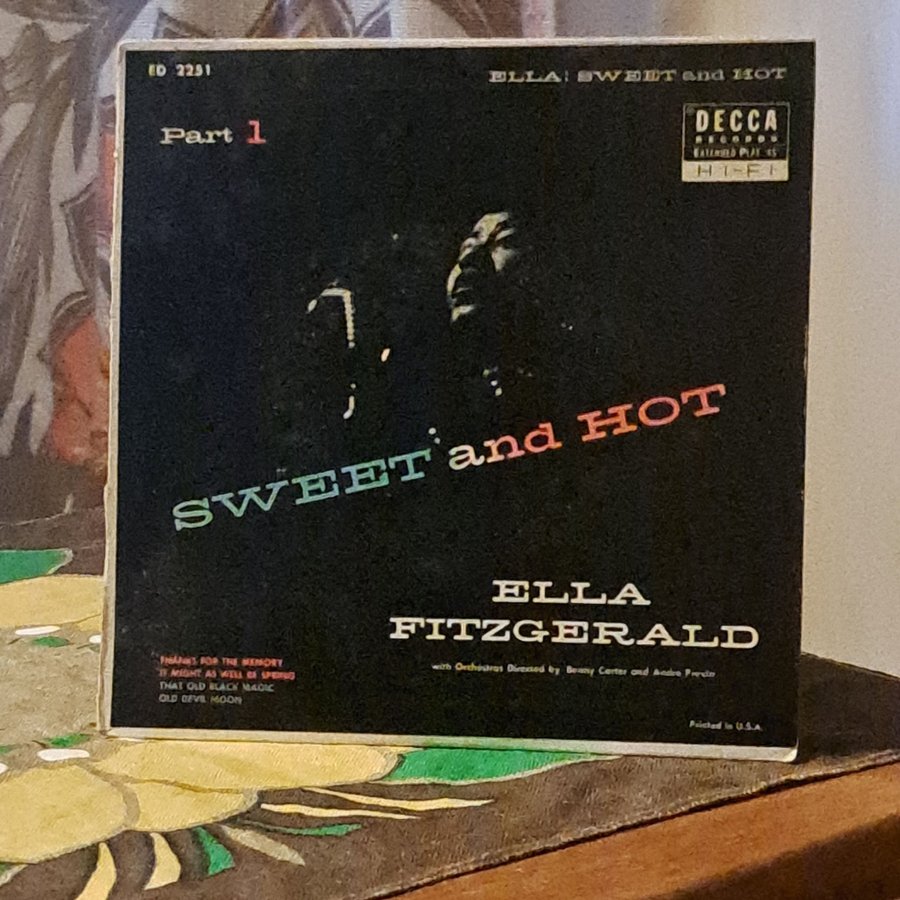 ED 2251
ELLA: SWEET and HOT
Part 1
DECCA
RECORDS
EXTENDED PLAY 45
HI-FI
SWEET and HOT
ELLA
FITZGERALD
with Orchestras Directed by Benny Carter and Andre Previn
THANKS FOR THE MEMORY
IT MIGHT AS WELL BE SPRING
THAT OLD BLACK MAGIC
OLD DEVIL MOON
Printed in U.S.A.